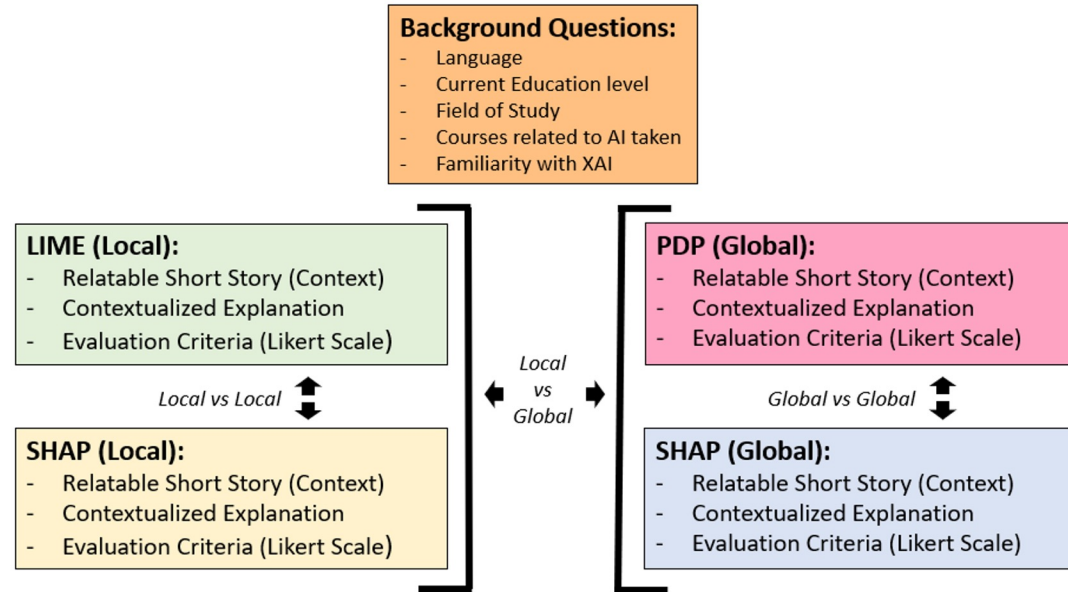 Background Questions:
- Language
- Current Education level
- Field of Study
- Courses related to AI taken
- Familiarity with XAI
LIME (Local):
- Relatable Short Story (Context)
- Contextualized Explanation
- Evaluation Criteria (Likert Scale)
Local vs Local
SHAP (Local):
- Relatable Short Story (Context)
- Contextualized Explanation
- Evaluation Criteria (Likert Scale)
Local
vs
Global
PDP (Global):
- Relatable Short Story (Context)
- Contextualized Explanation
- Evaluation Criteria (Likert Scale)
Global vs Global
SHAP (Global):
- Relatable Short Story (Context)
- Contextualized Explanation
- Evaluation Criteria (Likert Scale)